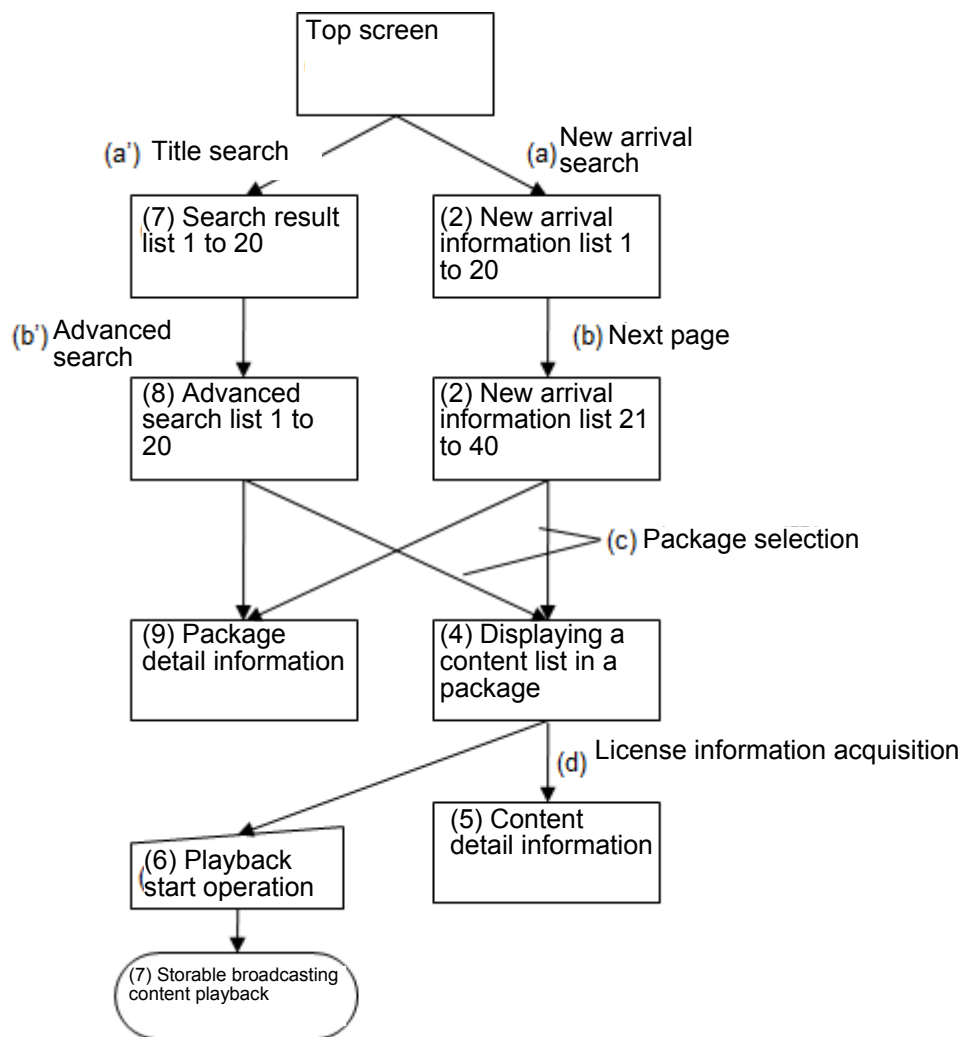 Top screen
(a') Title search
(a) New arrival
search
(7) Search result
list 1 to 20
(2) New arrival
information list 1
to 20
(b') Advanced
search
(b) Next page
(8) Advanced
search list 1 to
20
(2) New arrival
information list 21
to 40
(c) Package selection
(9) Package
detail information
(4) Displaying a
content list in a
package
(d) License information acquisition
(5) Content
detail information
(6) Playback
start operation
(7) Storable broadcasting
content playback